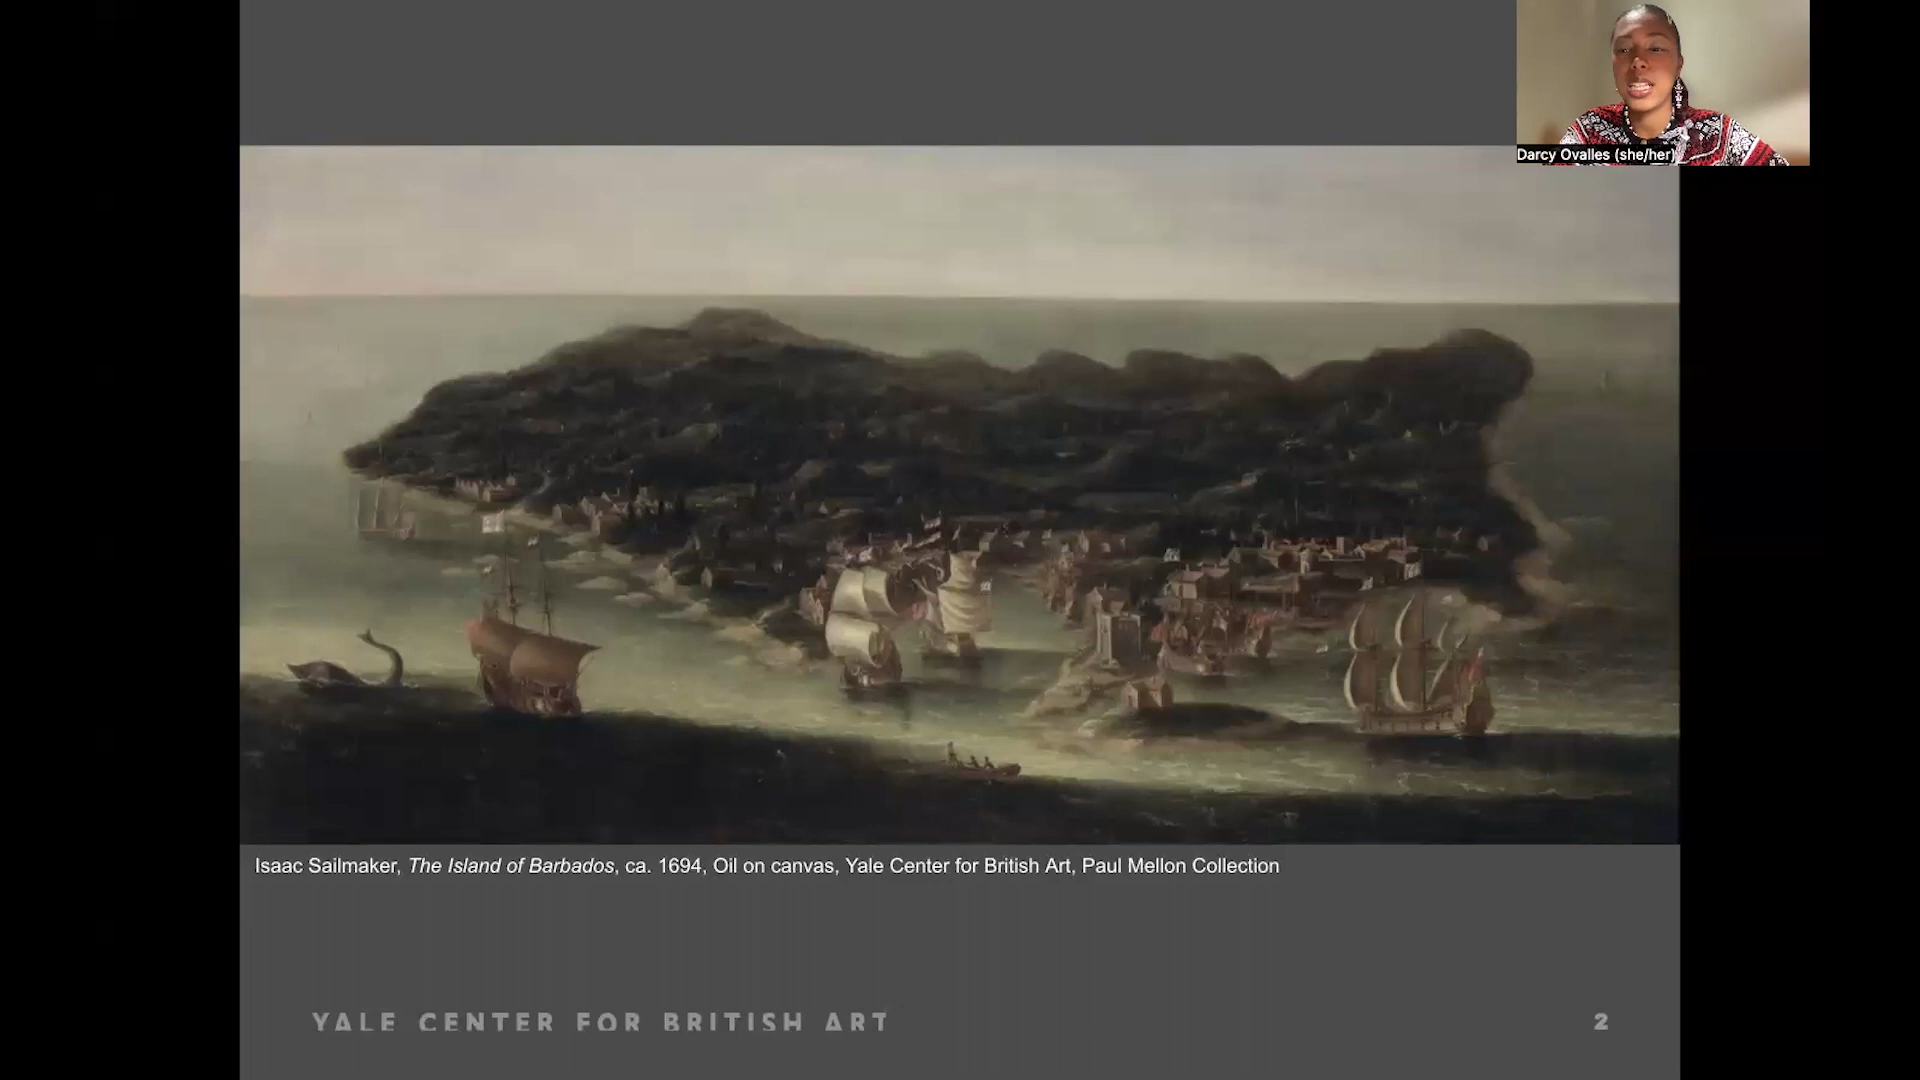 Darcy Ovalles (she/her)
Isaac Sailmaker, The Island of Barbados, ca. 1694, Oil on canvas, Yale Center for British Art, Paul Mellon Collection
YALE CENTER FOR BRITISH ART
2